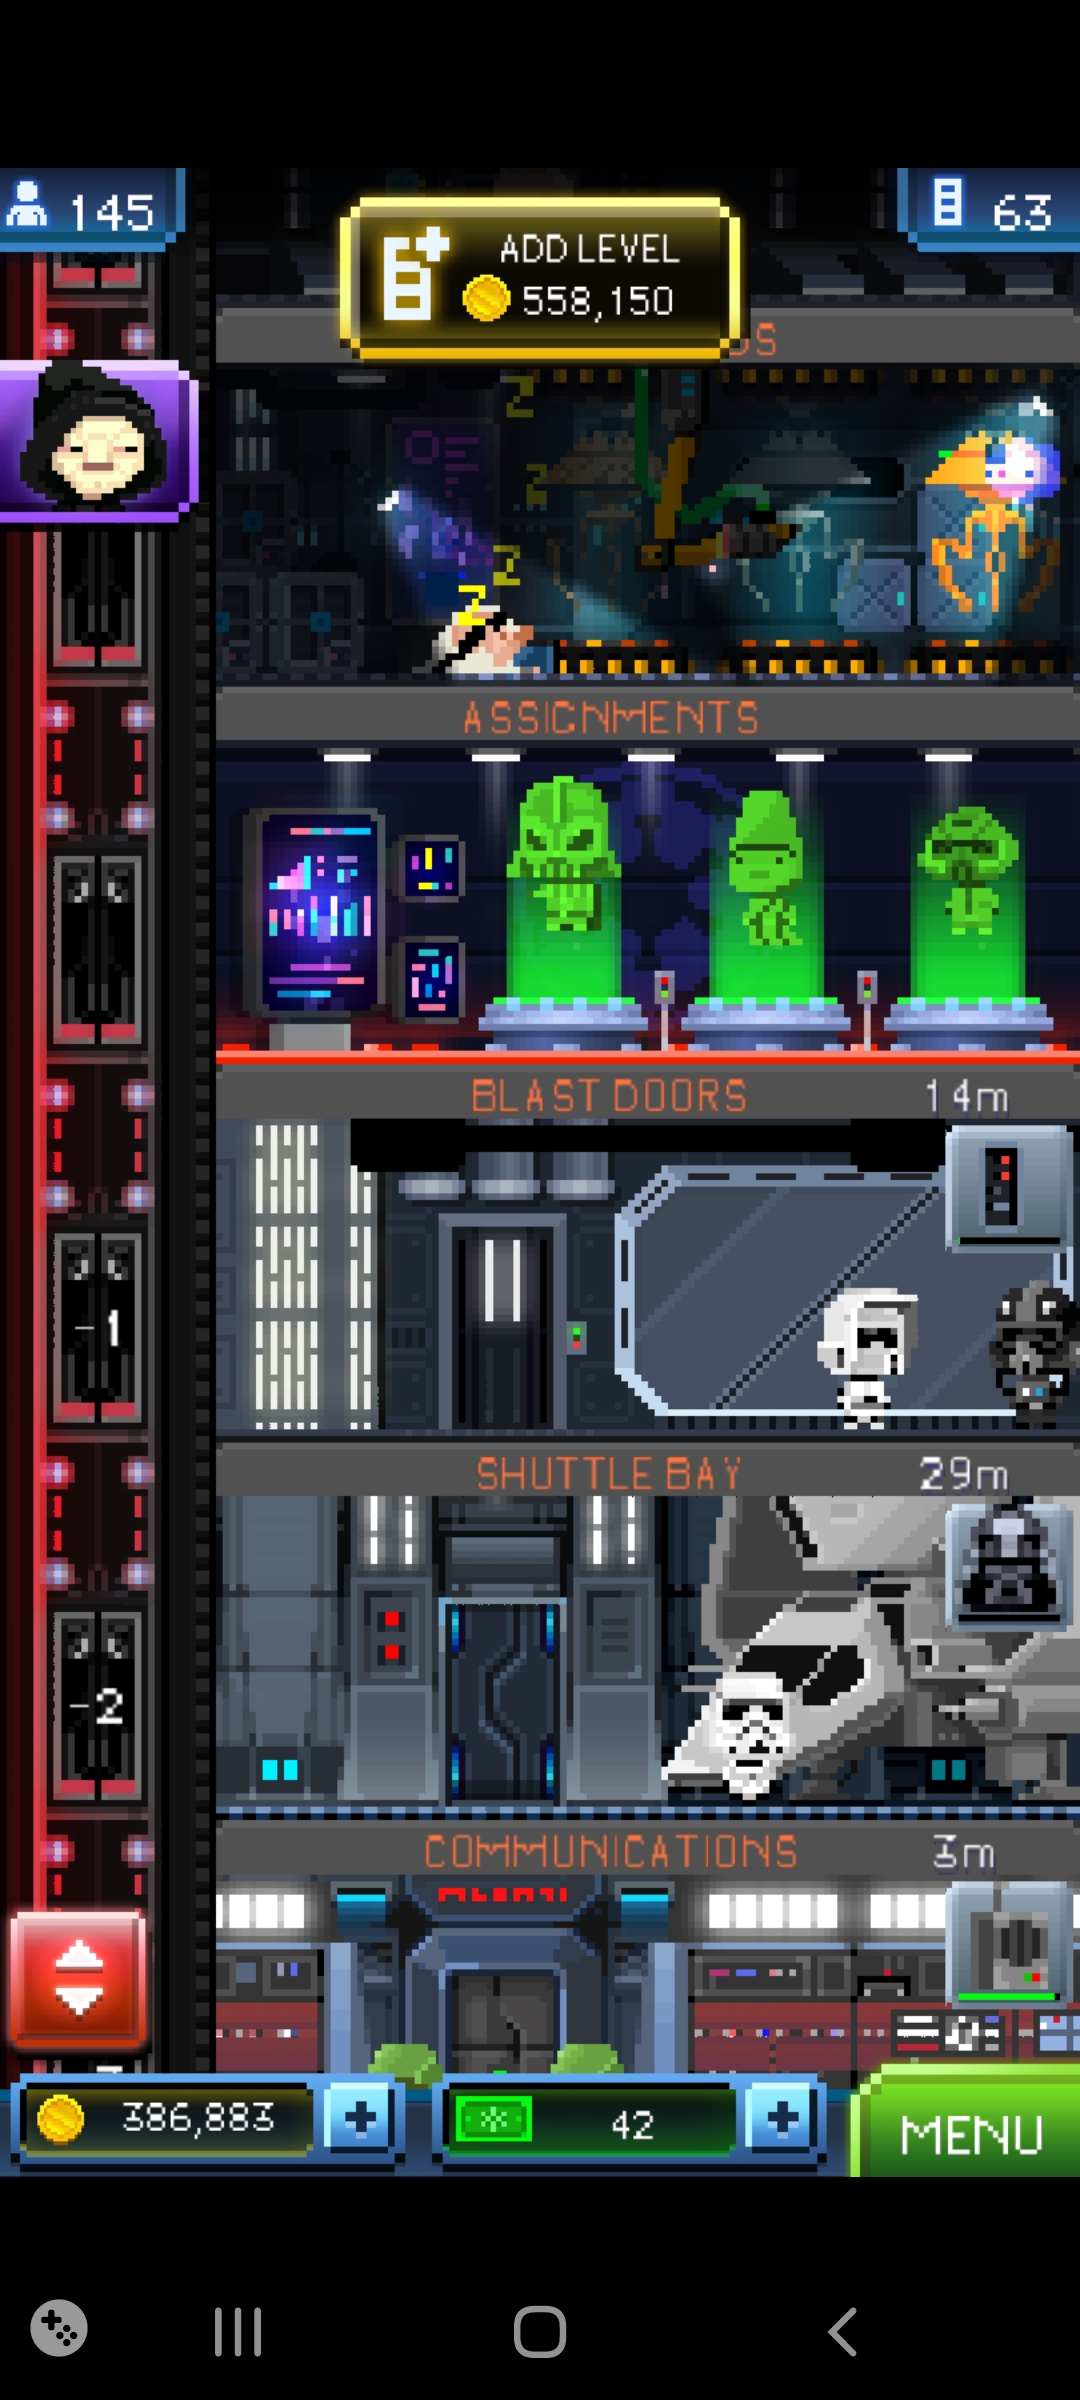 145
63
ADD LEVEL
558,150
DS
Z
Z
Z
Z
ASSIGNMENTS
BLAST DOORS
14m
-1
SHUTTLE BAY
29m
-2
COMMUNICATIONS
3m
386,883
42
MENU